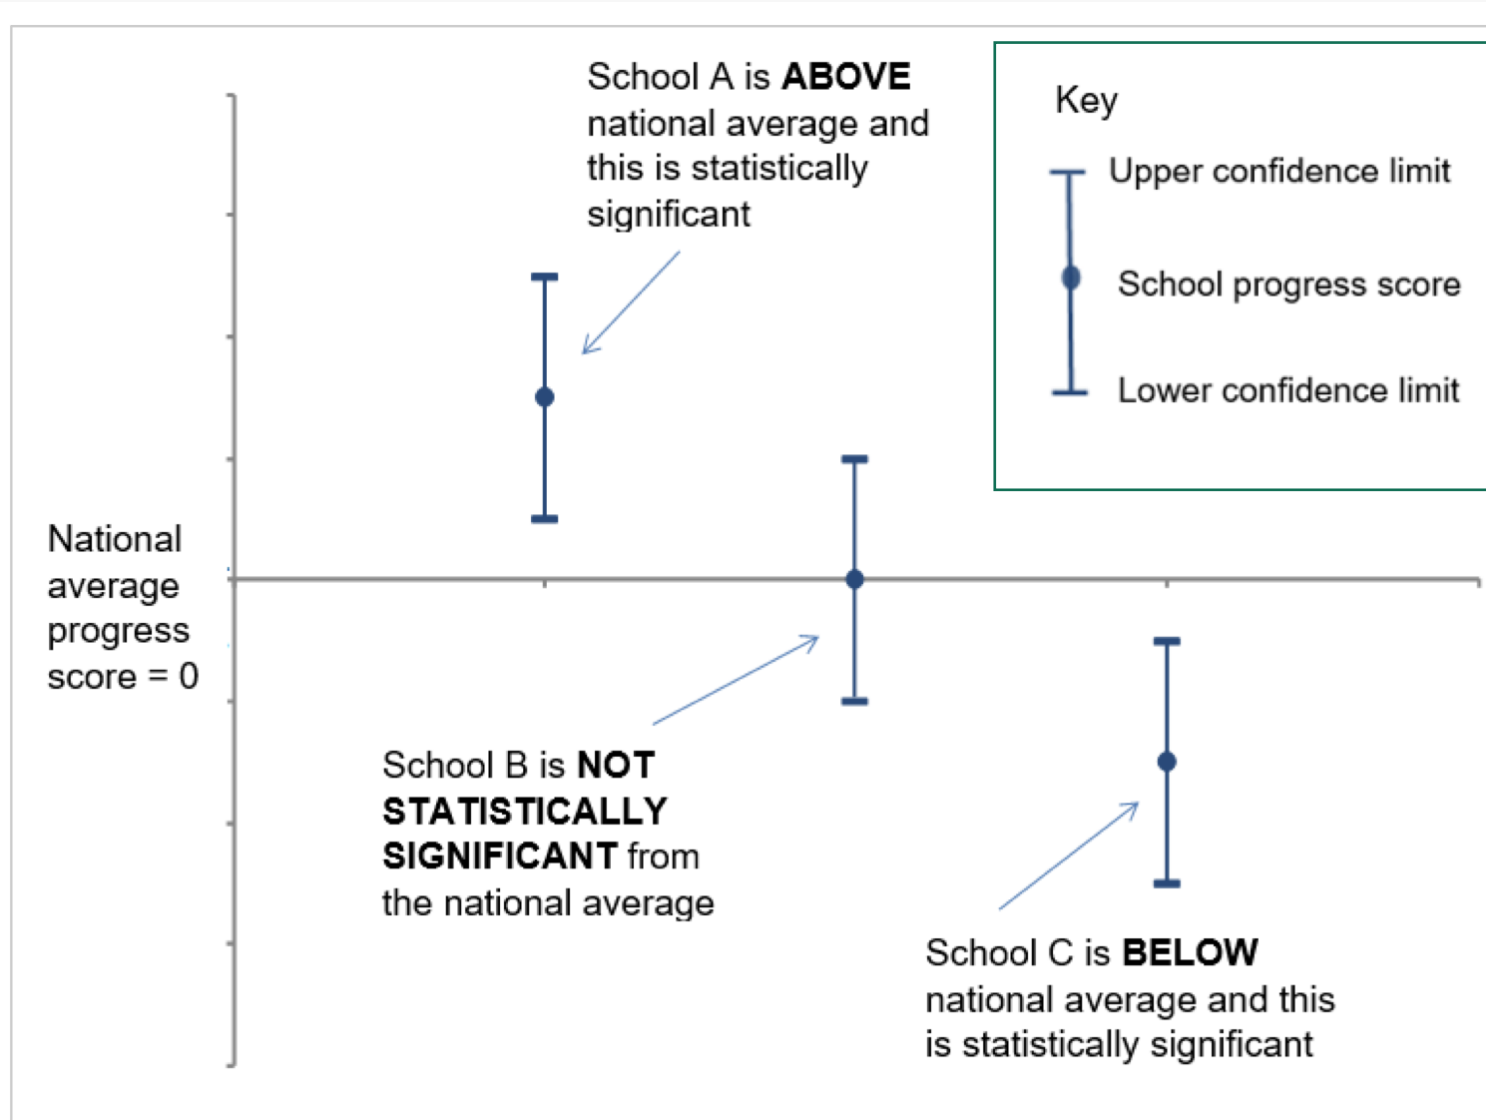 School A is ABOVE
national average and
this is statistically
significant
Key
Upper confidence limit
School progress score
Lower confidence limit
National
average
progress
score = 0
School B is NOT
STATISTICALLY
SIGNIFICANT from
the national average
School C is BELOW
national average and this
is statistically significant